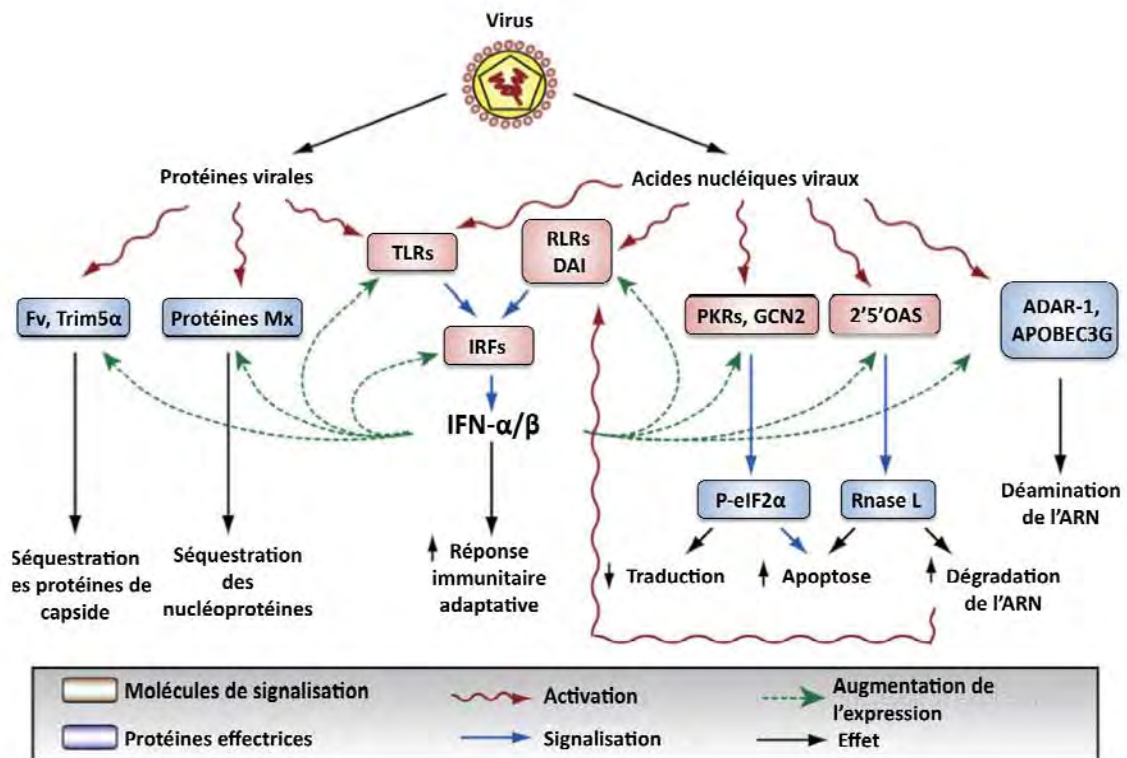 Virus
Protéines virales
Acides nucléiques viraux
TLRs
RLRs
DAI
Fv, Trim5α
Protéines Mx
IRFs
PKRs, GCN2
2'5'OAS
ADAR-1,
APOBEC3G
IFN-α/β
P-eIF2α
Rnase L
Déamination
de l'ARN
Séquestration
es protéines de
capside
Séquestration
des
nucléoprotéines
Réponse
immunitaire
adaptative
Traduction
Apoptose
Dégradation
de l'ARN
Molécules de signalisation
Activation
Augmentation de
l'expression
Protéines effectrices
Signalisation
Effet